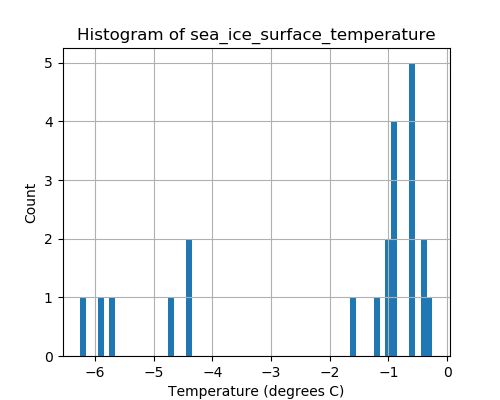 Histogram of sea_ice_surface_temperature
5
4
3
2
1
0
Count
−6 −5 −4 −3 −2 −1 0
Temperature (degrees C)